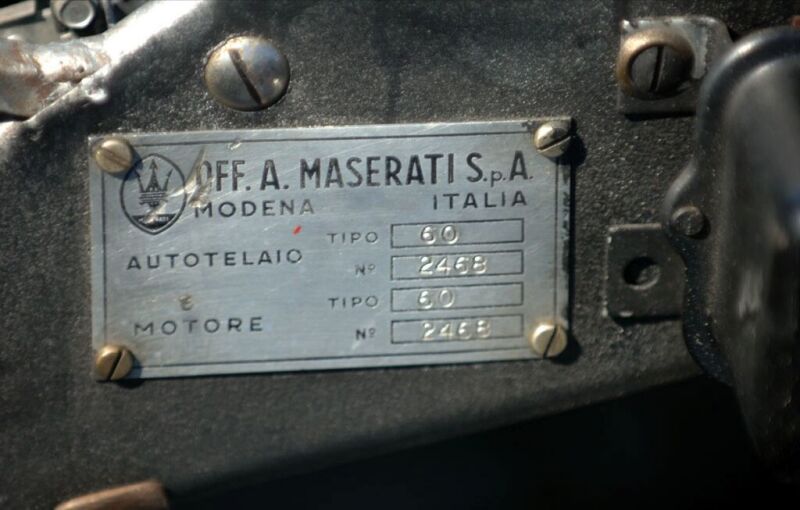 OFF. A. MASERATI S.p.A.
MODENA ITALIA
AUTOTELAIO TIPO 60
Nº 2468
MOTORE TIPO 60
Nº 2468